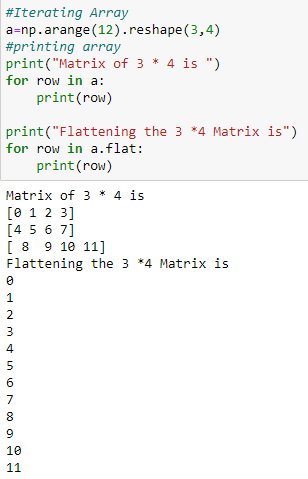 #Iterating Array
a=np.arange(12).reshape(3,4)
#printing array
print("Matrix of 3 * 4 is ")
for row in a:
    print(row)

print("Flattening the 3 *4 Matrix is")
for row in a.flat:
    print(row)
Matrix of 3 * 4 is
[0 1 2 3]
[4 5 6 7]
[ 8  9 10 11]
Flattening the 3 *4 Matrix is
0
1
2
3
4
5
6
7
8
9
10
11